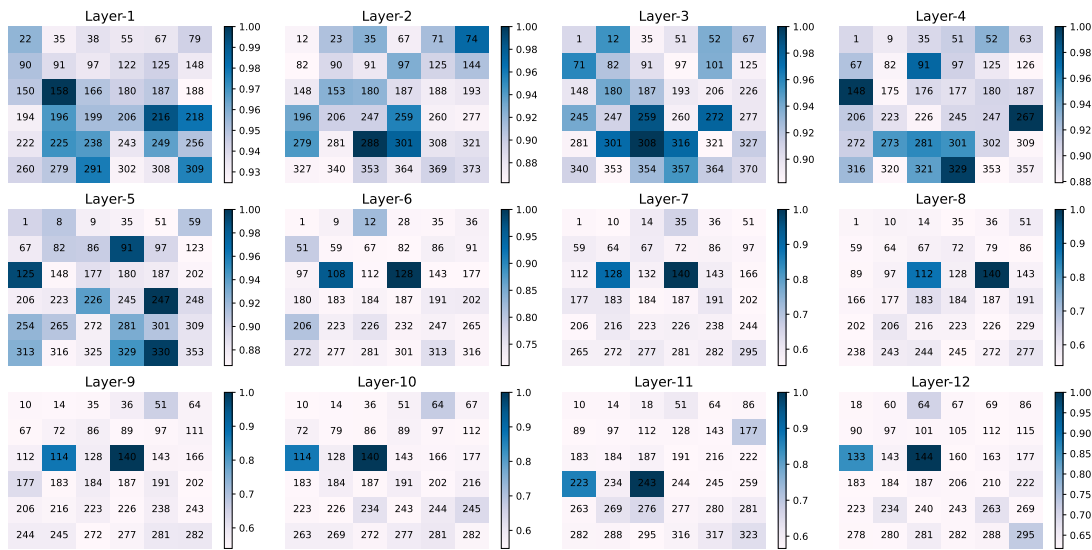 Layer-1 Layer-2 Layer-3 Layer-4
22 35 38 55 67 79 1.00 12 23 35 67 71 74 1.00 1 12 35 51 52 67 1.00 1 9 35 51 52 63 1.00
90 91 97 122 125 148 0.99 82 90 91 97 125 144 0.98 71 82 91 97 101 125 0.98 67 82 91 97 125 126 0.98
150 158 166 180 187 188 0.98 0.97 148 153 180 187 188 193 0.96 0.94 148 180 187 193 206 226 0.96 148 175 176 177 180 187 0.96 0.94
194 196 199 206 216 218 0.96 196 206 247 259 260 277 0.92 245 247 259 260 272 277 0.94 206 223 226 245 247 267 0.92
222 225 238 243 249 256 0.95 0.94 279 281 288 301 308 321 0.90 0.88 281 301 308 316 321 327 0.92 272 273 281 301 302 309 0.90
260 279 291 302 308 309 0.93 327 340 353 364 369 373 0.86 340 353 354 357 364 370 0.90 316 320 321 329 353 357 0.88
Layer-5 Layer-6 Layer-7 Layer-8
1 8 9 35 51 59 1.00 1 9 12 28 35 36 1.00 1 10 14 35 36 51 1.0 1 10 14 35 36 51 1.0
67 82 86 91 97 123 0.98 51 59 67 82 86 91 0.95 59 64 67 72 86 97 0.9 59 64 67 72 79 86 0.9
125 148 177 180 187 202 0.96 0.94 97 108 112 128 143 177 0.90 112 128 132 140 143 166 0.8 89 97 112 128 140 143 0.8
206 223 226 245 247 248 0.92 180 183 184 187 191 202 0.85 177 183 184 187 191 202 166 177 183 184 187 191
254 265 272 281 301 309 0.90 206 223 226 232 247 265 0.80 206 216 223 226 238 244 0.7 202 206 216 223 226 229 0.7
313 316 325 329 330 353 0.88 272 277 281 301 313 316 0.75 265 272 277 281 282 295 0.6 238 243 244 245 272 277 0.6
Layer-9 Layer-10 Layer-11 Layer-12
10 14 35 36 51 64 1.0 10 14 36 51 64 67 1.0 10 14 18 51 64 86 1.0 18 60 64 67 69 86 1.00
67 72 86 89 97 111 0.9 72 79 86 89 97 112 0.9 89 97 112 128 143 177 0.9 90 97 101 105 112 115 0.95 0.90
112 114 128 140 143 166 0.8 114 128 140 143 166 177 0.8 183 184 187 191 216 222 0.8 133 143 144 160 163 177 0.85
177 183 184 187 191 202 183 184 187 191 202 206 223 234 243 244 245 259 183 184 187 206 210 222 0.80
206 216 223 226 238 243 0.7 223 226 234 243 244 245 0.7 263 269 276 277 280 281 0.7 223 234 240 243 263 269 0.75 0.70
244 245 272 277 281 282 0.6 263 269 272 277 281 282 0.6 282 287 288 295 316 317 323 0.6 278 280 281 282 288 295 0.65